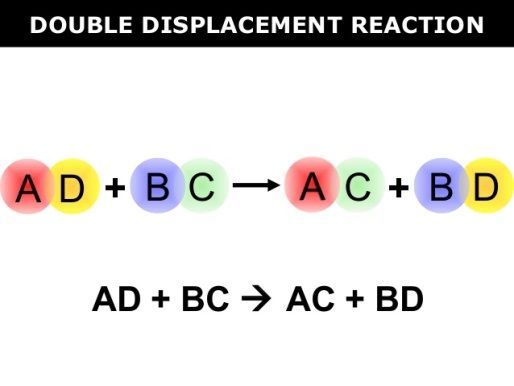 DOUBLE DISPLACEMENT REACTION
AD + BC → AC + BD
AD + BC → AC + BD